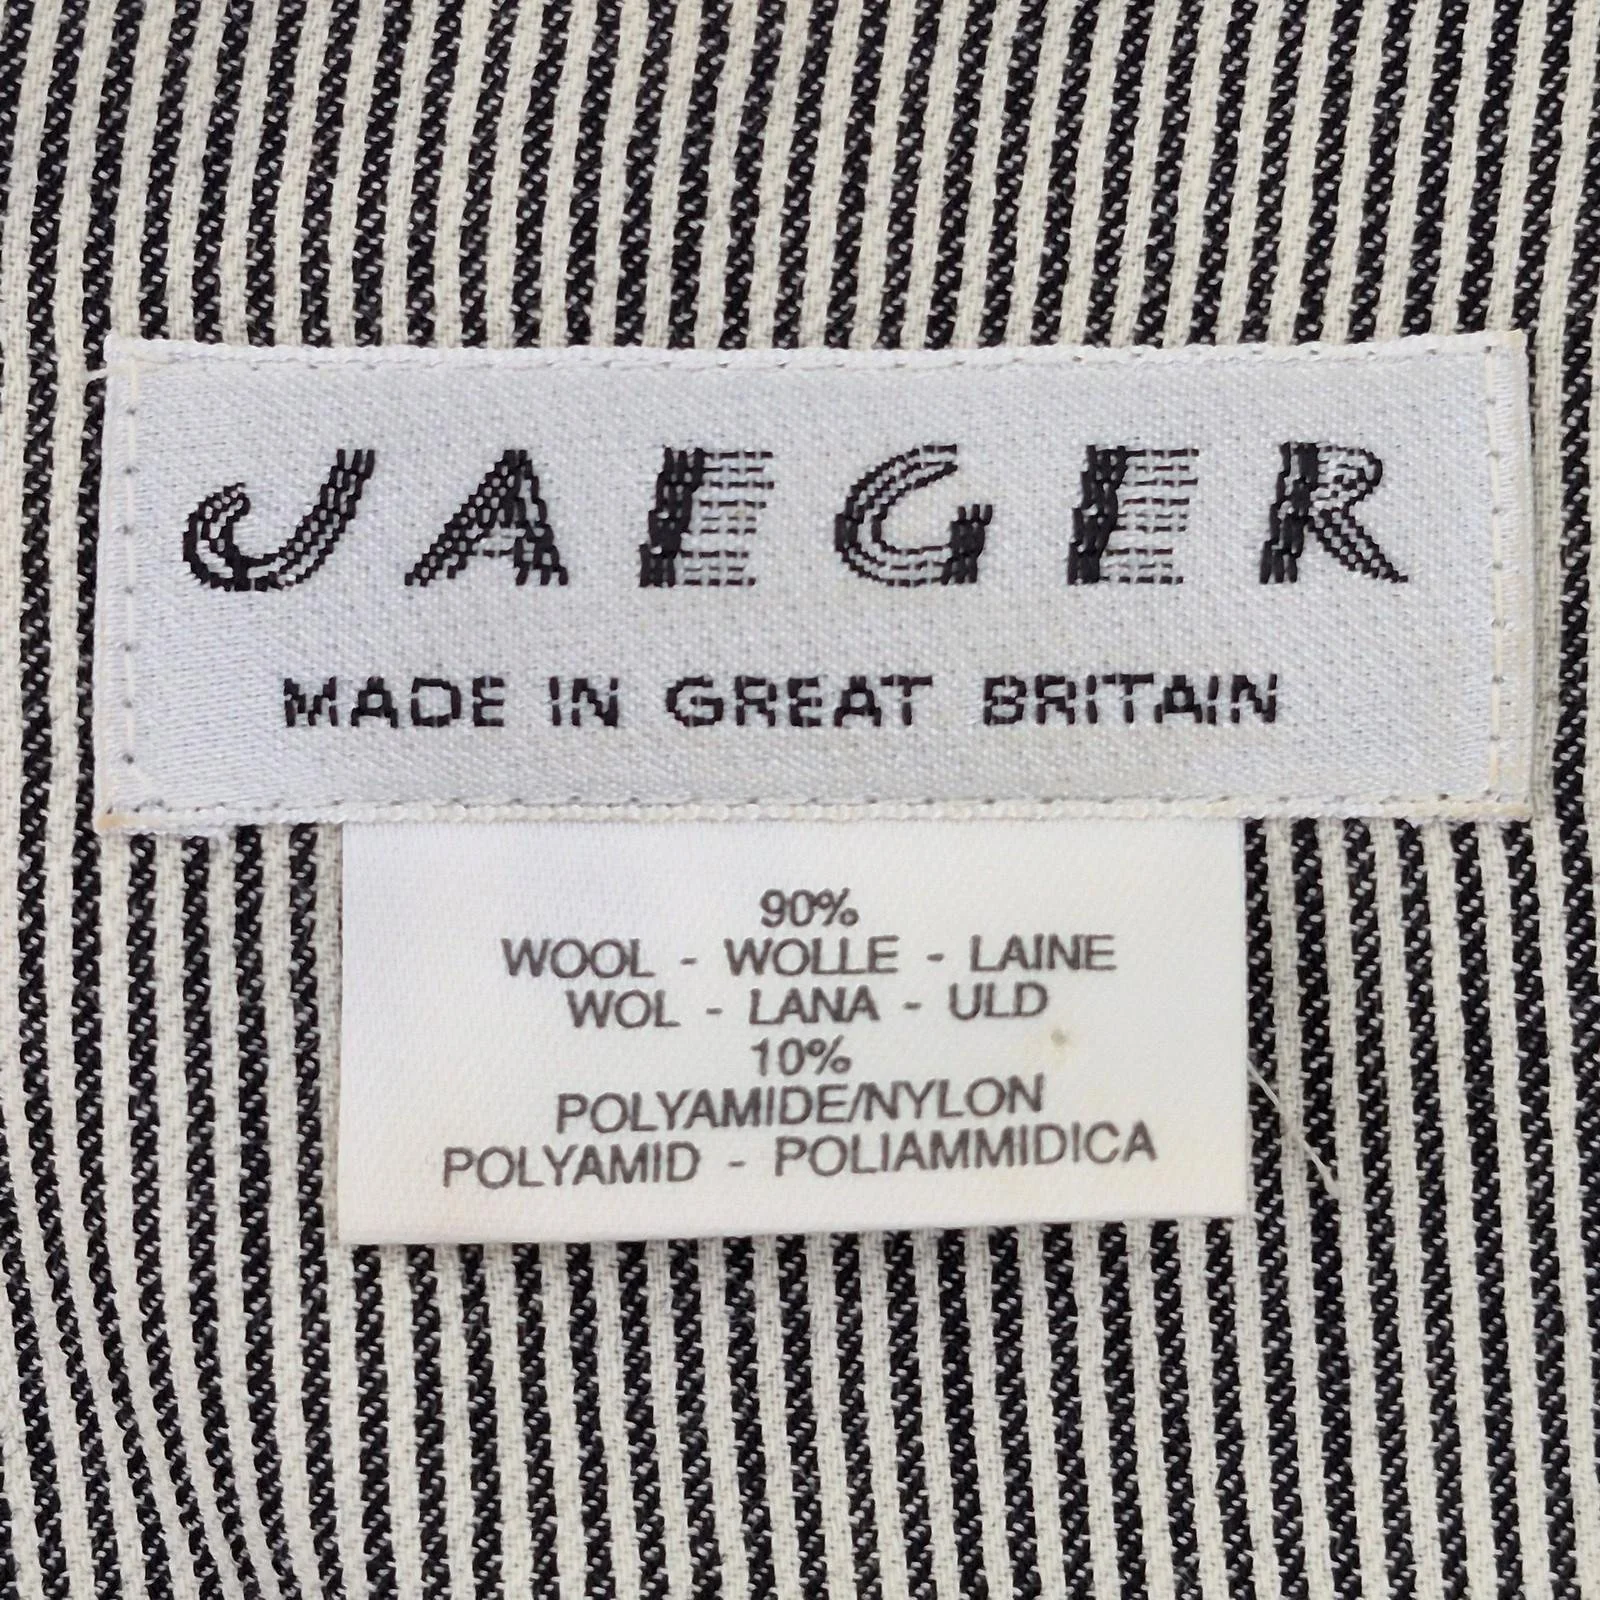 JAEGER
MADE IN GREAT BRITAIN
90%
WOOL - WOLLE - LAINE
WOL - LANA - ULD
10%
POLYAMIDE/NYLON
POLYAMID - POLIAMMIDICA